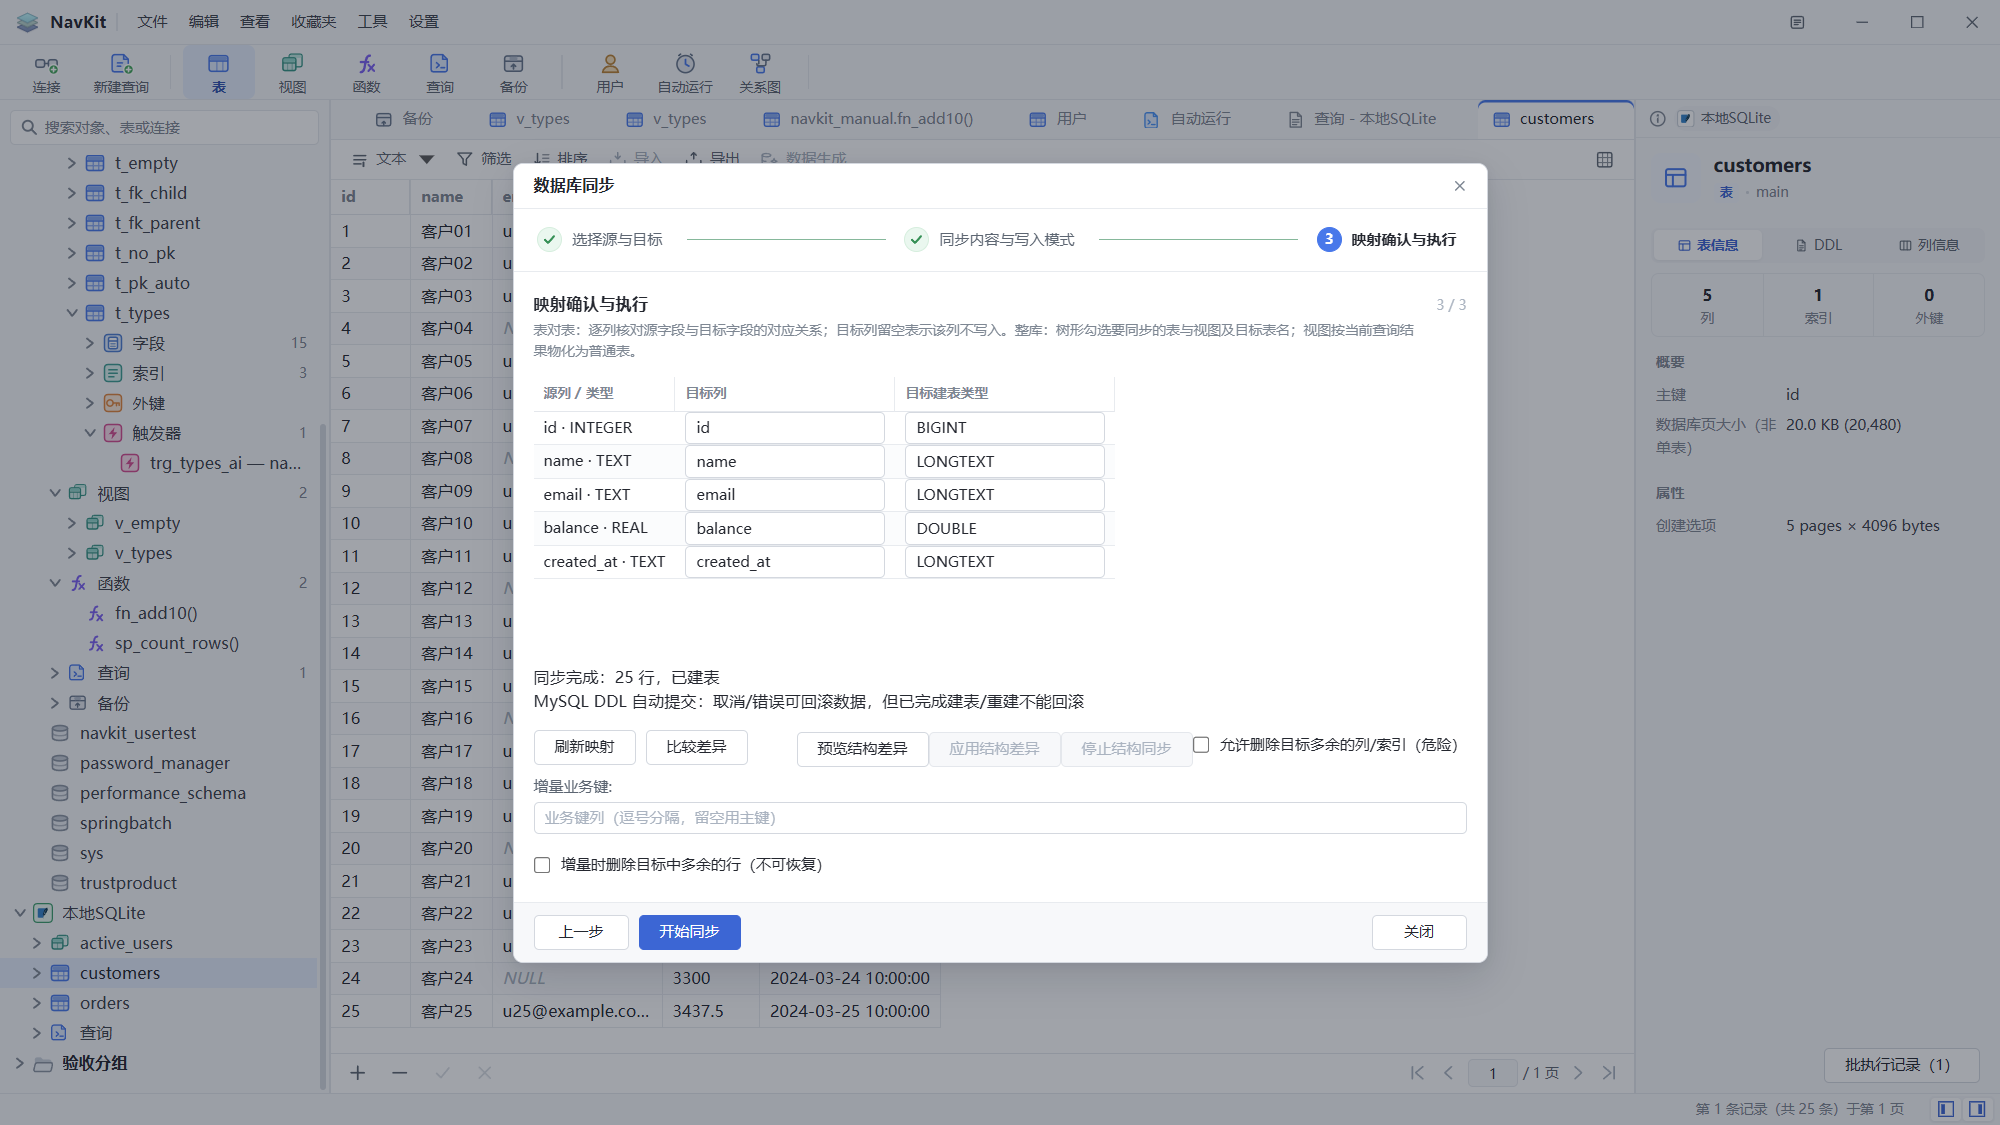 NavKit 文件 编辑 查看 收藏夹 工具 设置
连接 新建查询 表 视图 函数 查询 备份 用户 自动运行 关系图
搜索对象、表或连接
t_empty
t_fk_child
t_fk_parent
t_no_pk
t_pk_auto
t_types
字段 15
索引 3
外键
触发器 1
trg_types_ai — na...
视图 2
v_empty
v_types
函数 2
fn_add10()
sp_count_rows()
查询 1
备份
navkit_usertest
password_manager
performance_schema
springbatch
sys
trustproduct
本地SQLite
active_users
customers
orders
查询
验收分组
备份 v_types v_types navkit_manual.fn_add10() 用户 自动运行 查询 - 本地SQLite customers
文本 筛选 排序 导入 导出 数据生成
id name e
1 客户01 u
2 客户02 u
3 客户03 u
4 客户04 N
5 客户05 u
6 客户06 u
7 客户07 u
8 客户08 N
9 客户09 u
10 客户10 u
11 客户11 u
12 客户12 N
13 客户13 u
14 客户14 u
15 客户15 u
16 客户16 N
17 客户17 u
18 客户18 u
19 客户19 u
20 客户20 N
21 客户21 u
22 客户22 u
23 客户23 u
24 客户24 NULL 3300 2024-03-24 10:00:00
25 客户25 u25@example.co... 3437.5 2024-03-25 10:00:00
1 / 1 页
数据库同步
选择源与目标 同步内容与写入模式 3 映射确认与执行
映射确认与执行 3 / 3
表对表：逐列核对源字段与目标字段的对应关系；目标列留空表示该列不写入。整库：树形勾选要同步的表与视图及目标表名；视图按当前查询结
果物化为普通表。
源列 / 类型 目标列 目标建表类型
id · INTEGER id BIGINT
name · TEXT name LONGTEXT
email · TEXT email LONGTEXT
balance · REAL balance DOUBLE
created_at · TEXT created_at LONGTEXT
同步完成：25 行，已建表
MySQL DDL 自动提交：取消/错误可回滚数据，但已完成建表/重建不能回滚
刷新映射 比较差异 预览结构差异 应用结构差异 停止结构同步 允许删除目标多余的列/索引（危险）
增量业务键:
业务键列（逗号分隔，留空用主键）
增量时删除目标中多余的行（不可恢复）
上一步 开始同步 关闭
本地SQLite
customers
表 · main
表信息 DDL 列信息
5 1 0
列 索引 外键
概要
主键 id
数据库页大小（非 20.0 KB (20,480)
单表）
属性
创建选项 5 pages × 4096 bytes
批执行记录（1）
第 1 条记录（共 25 条）于第 1 页